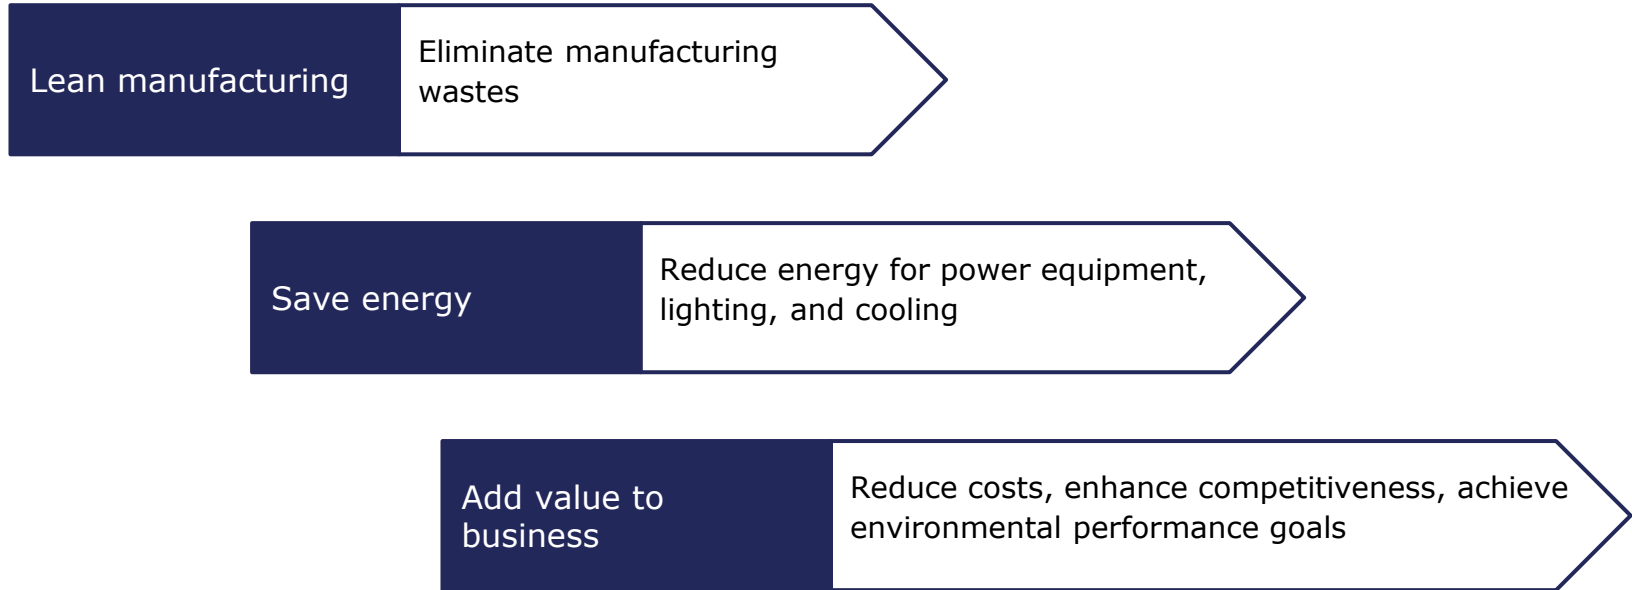 Lean manufacturing
Eliminate manufacturing
wastes
Save energy
Reduce energy for power equipment,
lighting, and cooling
Add value to
business
Reduce costs, enhance competitiveness, achieve
environmental performance goals